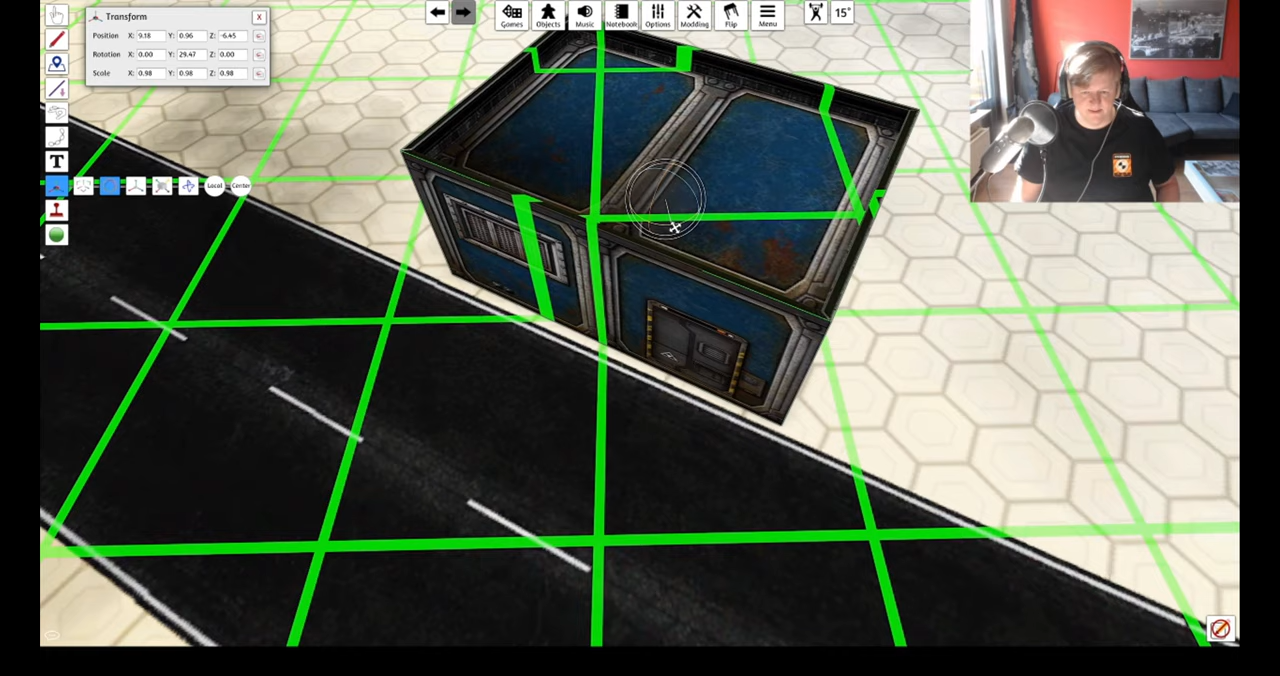 Transform X
Position X: 9.18 Y: 0.96 Z: -6.45
Rotation X: 0.00 Y: 29.47 Z: 0.00
Scale X: 0.98 Y: 0.98 Z: 0.98
Games Objects Music Notebook Options Modding Flip Menu 15°
T
Local Center